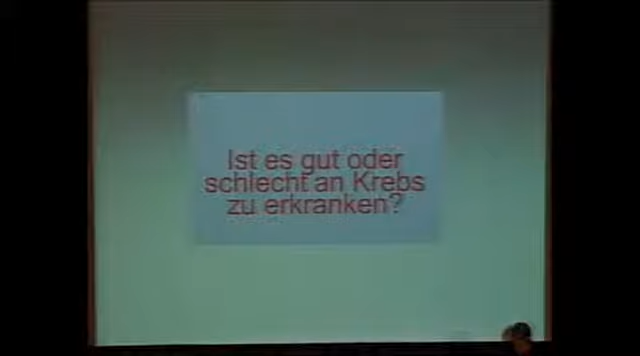 Ist es gut oder
schlecht an Krebs
zu erkranken?